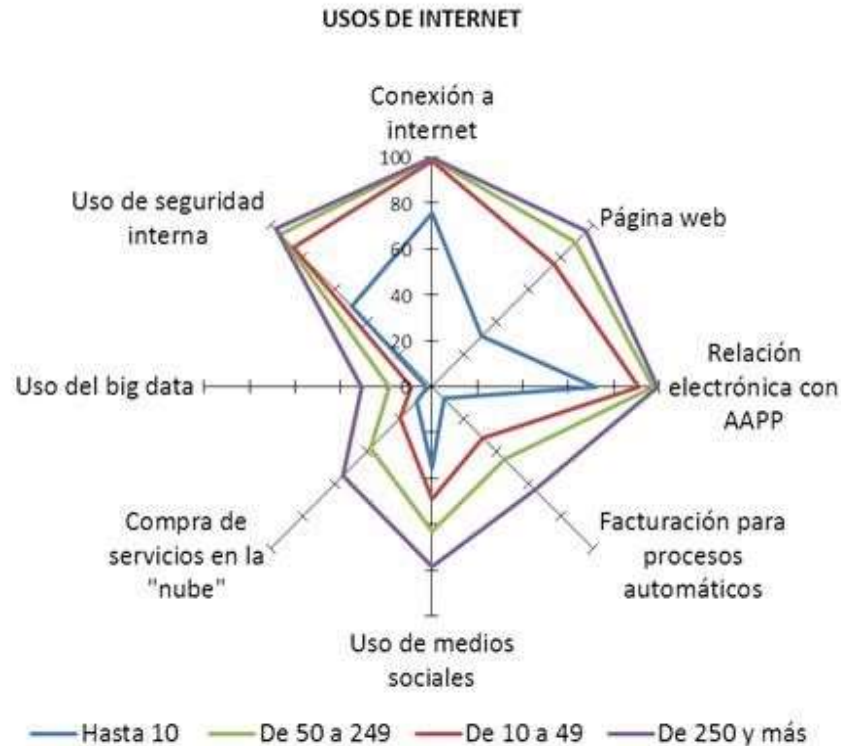 USOS DE INTERNET
Conexión a
internet
100
80
60
40
20
0
Página web
Relación
electrónica con
AAPP
Facturación para
procesos
automáticos
Uso de medios
sociales
Compra de
servicios en la
"nube"
Uso del big data
Uso de seguridad
interna
Hasta 10 De 50 a 249 De 10 a 49 De 250 y más